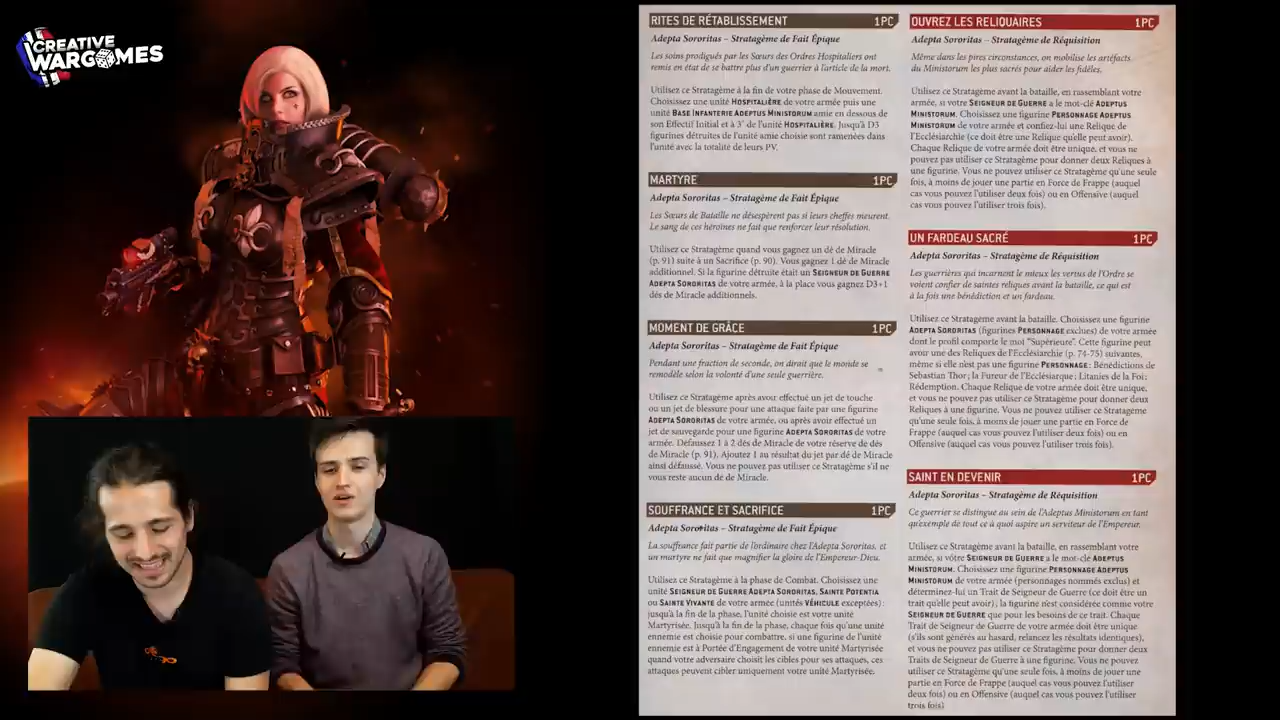 CREATIVE
WARGAMES
RITES DE RÉTABLISSEMENT 1PC
Adepta Sororitas – Stratagème de Fait Épique
Les soins prodigués par les Sœurs des Ordres Hospitaliers ont
remis en état de se battre plus d'un guerrier à l'article de la mort.
Utilisez ce Stratagème à la fin de votre phase de Mouvement.
Choisissez une unité HOSPITALIÈRE de votre armée puis une
unité BASE INFANTERIE ADEPTUS MINISTORUM amie en dessous de
son Effectif Initial et à 3" de l'unité HOSPITALIÈRE. Jusqu'à D3
figurines détruites de l'unité amie choisie sont ramenées dans
l'unité avec la totalité de leurs PV.
MARTYRE 1PC
Adepta Sororitas – Stratagème de Fait Épique
Les Sœurs de Bataille ne désespèrent pas si leurs cheffes meurent.
Le sang de ces héroïnes ne fait que renforcer leur résolution.
Utilisez ce Stratagème quand vous gagnez un dé de Miracle
(p. 91) suite à un Sacrifice (p. 90). Vous gagnez 1 dé de Miracle
additionnel. Si la figurine détruite était un SEIGNEUR DE GUERRE
ADEPTA SORORITAS de votre armée, à la place vous gagnez D3+1
dés de Miracle additionnels.
MOMENT DE GRÂCE 1PC
Adepta Sororitas – Stratagème de Fait Épique
Pendant une fraction de seconde, on dirait que le monde se
remodèle selon la volonté d'une seule guerrière.
Utilisez ce Stratagème après avoir effectué un jet de touche
ou un jet de blessure pour une attaque faite par une figurine
ADEPTA SORORITAS de votre armée, ou après avoir effectué un
jet de sauvegarde pour une figurine ADEPTA SORORITAS de votre
armée. Défaussez 1 à 2 dés de Miracle de votre réserve de dés
de Miracle (p. 91). Ajoutez 1 au résultat du jet par dé de Miracle
ainsi défaussé. Vous ne pouvez pas utiliser ce Stratagème s'il ne
vous reste aucun dé de Miracle.
SOUFFRANCE ET SACRIFICE 1PC
Adepta Sororitas – Stratagème de Fait Épique
La souffrance fait partie de l'ordinaire chez l'Adepta Sororitas, et
un martyre ne fait que magnifier la gloire de l'Empereur-Dieu.
Utilisez ce Stratagème à la phase de Combat. Choisissez une
unité SEIGNEUR DE GUERRE ADEPTA SORORITAS, SAINTE POTENTIA
ou SAINTE VIVANTE de votre armée (unités VÉHICULE exceptées) :
jusqu'à la fin de la phase, l'unité choisie est votre unité
Martyrisée. Jusqu'à la fin de la phase, chaque fois qu'une unité
ennemie est choisie pour combattre, si une figurine de l'unité
ennemie est à Portée d'Engagement de votre unité Martyrisée
quand votre adversaire choisit les cibles pour ses attaques, ces
attaques peuvent cibler uniquement votre unité Martyrisée.
OUVREZ LES RELIQUAIRES 1PC
Adepta Sororitas – Stratagème de Réquisition
Même dans les pires circonstances, on mobilise les artéfacts
du Ministorum les plus sacrés pour aider les fidèles.
Utilisez ce Stratagème avant la bataille, en rassemblant votre
armée, si votre SEIGNEUR DE GUERRE a le mot-clé ADEPTUS
MINISTORUM. Choisissez une figurine PERSONNAGE ADEPTUS
MINISTORUM de votre armée et confiez-lui une Relique de
l'Ecclésiarchie (ce doit être une Relique qu'elle peut avoir).
Chaque Relique de votre armée doit être unique, et vous ne
pouvez pas utiliser ce Stratagème pour donner deux Reliques à
une figurine. Vous ne pouvez utiliser ce Stratagème qu'une seule
fois, à moins de jouer une partie en Force de Frappe (auquel
cas vous pouvez l'utiliser deux fois) ou en Offensive (auquel
cas vous pouvez l'utiliser trois fois).
UN FARDEAU SACRÉ 1PC
Adepta Sororitas – Stratagème de Réquisition
Les guerrières qui incarnent le mieux les vertus de l'Ordre se
voient confier de saintes reliques avant la bataille, ce qui est
à la fois une bénédiction et un fardeau.
Utilisez ce Stratagème avant la bataille. Choisissez une figurine
ADEPTA SORORITAS (figurines PERSONNAGE exclues) de votre armée
dont le profil comporte le mot "Supérieure". Cette figurine peut
avoir une des Reliques de l'Ecclésiarchie (p. 74-75) suivantes,
même si elle n'est pas une figurine PERSONNAGE : Bénédictions de
Sebastian Thor ; la Fureur de l'Ecclésiarque ; Litanies de la Foi ;
Rédemption. Chaque Relique de votre armée doit être unique,
et vous ne pouvez pas utiliser ce Stratagème pour donner deux
Reliques à une figurine. Vous ne pouvez utiliser ce Stratagème
qu'une seule fois, à moins de jouer une partie en Force de
Frappe (auquel cas vous pouvez l'utiliser deux fois) ou en
Offensive (auquel cas vous pouvez l'utiliser trois fois).
SAINT EN DEVENIR 1PC
Adepta Sororitas – Stratagème de Réquisition
Ce guerrier se distingue au sein de l'Adeptus Ministorum en tant
qu'exemple de tout ce à quoi aspire un serviteur de l'Empereur.
Utilisez ce Stratagème avant la bataille, en rassemblant votre
armée, si votre SEIGNEUR DE GUERRE a le mot-clé ADEPTUS
MINISTORUM. Choisissez une figurine PERSONNAGE ADEPTUS
MINISTORUM de votre armée (personnages nommés exclus) et
déterminez-lui un Trait de Seigneur de Guerre (ce doit être un
trait qu'elle peut avoir) ; la figurine n'est considérée comme votre
SEIGNEUR DE GUERRE que pour les besoins de ce trait. Chaque
Trait de Seigneur de Guerre de votre armée doit être unique
(s'ils sont générés au hasard, relancez les résultats identiques),
et vous ne pouvez pas utiliser ce Stratagème pour donner deux
Traits de Seigneur de Guerre à une figurine. Vous ne pouvez
utiliser ce Stratagème qu'une seule fois, à moins de jouer une
partie en Force de Frappe (auquel cas vous pouvez l'utiliser
deux fois) ou en Offensive (auquel cas vous pouvez l'utiliser
trois fois)